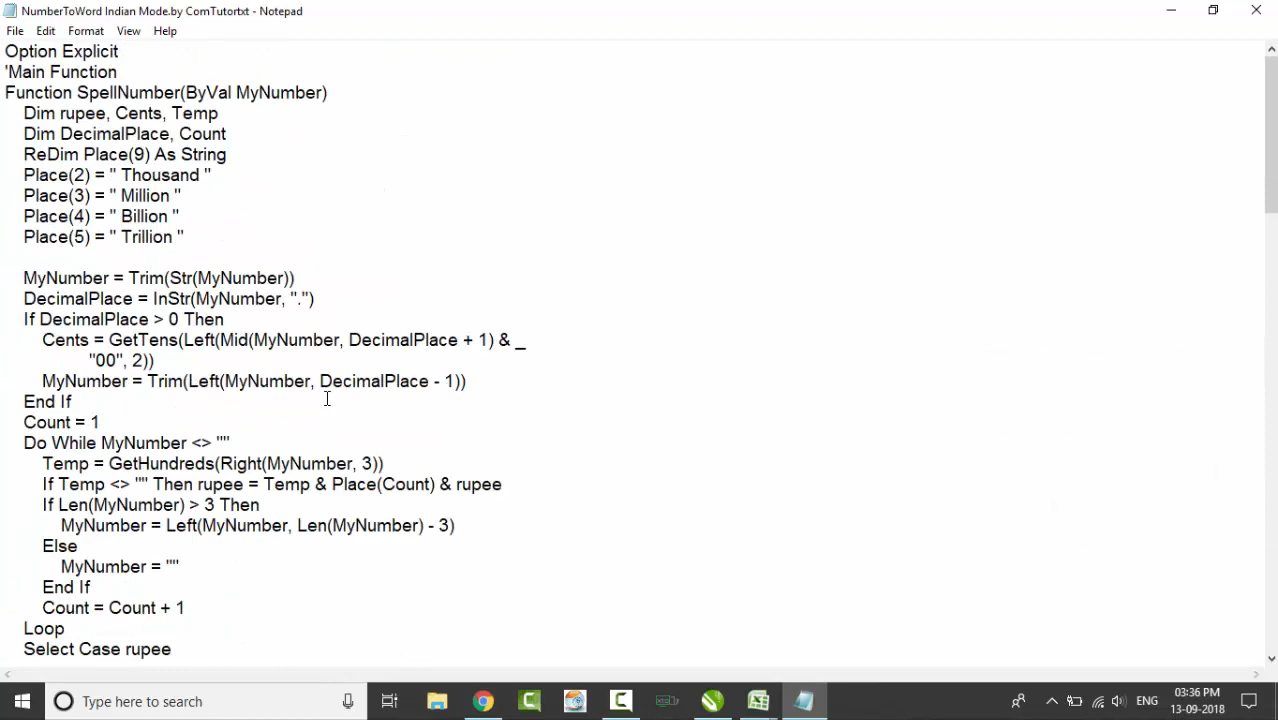 NumberToWord Indian Mode.by ComTutortxt - Notepad
File Edit Format View Help
Option Explicit
'Main Function
Function SpellNumber(ByVal MyNumber)
    Dim rupee, Cents, Temp
    Dim DecimalPlace, Count
    ReDim Place(9) As String
    Place(2) = " Thousand "
    Place(3) = " Million "
    Place(4) = " Billion "
    Place(5) = " Trillion "
    MyNumber = Trim(Str(MyNumber))
    DecimalPlace = InStr(MyNumber, ".")
    If DecimalPlace > 0 Then
        Cents = GetTens(Left(Mid(MyNumber, DecimalPlace + 1) & _
                  "00", 2))
        MyNumber = Trim(Left(MyNumber, DecimalPlace - 1))
    End If
    Count = 1
    Do While MyNumber <> ""
        Temp = GetHundreds(Right(MyNumber, 3))
        If Temp <> "" Then rupee = Temp & Place(Count) & rupee
        If Len(MyNumber) > 3 Then
            MyNumber = Left(MyNumber, Len(MyNumber) - 3)
        Else
            MyNumber = ""
        End If
        Count = Count + 1
    Loop
    Select Case rupee
Type here to search
ENG
03:36 PM
13-09-2018